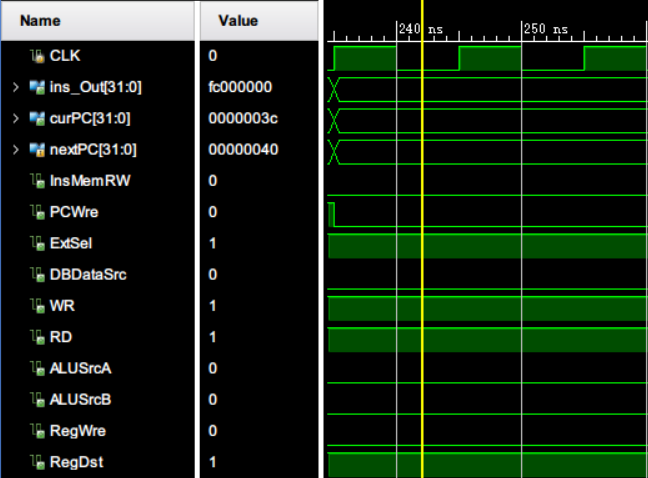 Name Value
240 ns 250 ns
CLK 0
ins_Out[31:0] fc000000
curPC[31:0] 0000003c
nextPC[31:0] 00000040
InsMemRW 0
PCWre 0
ExtSel 1
DBDataSrc 0
WR 1
RD 1
ALUSrcA 0
ALUSrcB 0
RegWre 0
RegDst 1